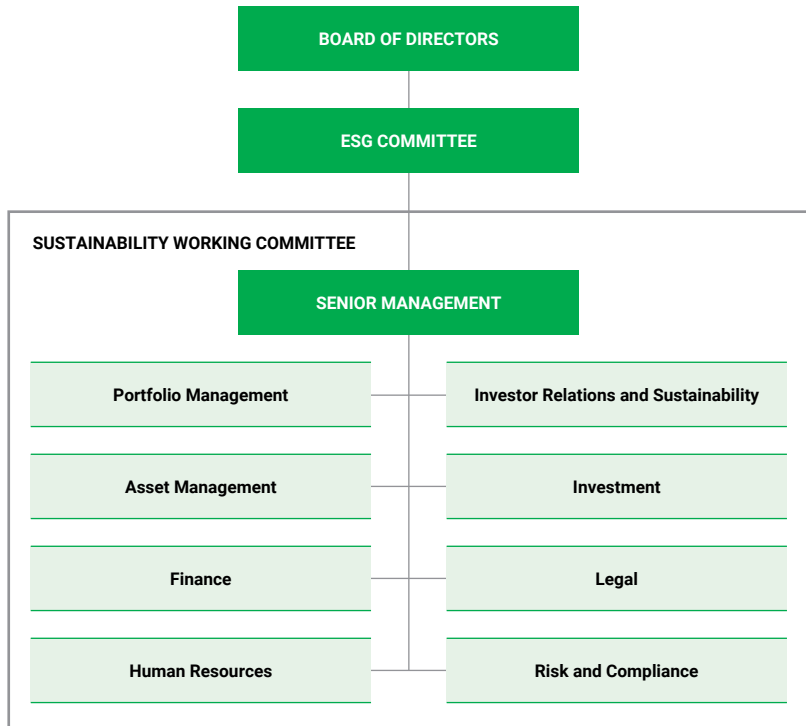 BOARD OF DIRECTORS
ESG COMMITTEE
SUSTAINABILITY WORKING COMMITTEE
SENIOR MANAGEMENT
Portfolio Management
Investor Relations and Sustainability
Asset Management
Investment
Finance
Legal
Human Resources
Risk and Compliance